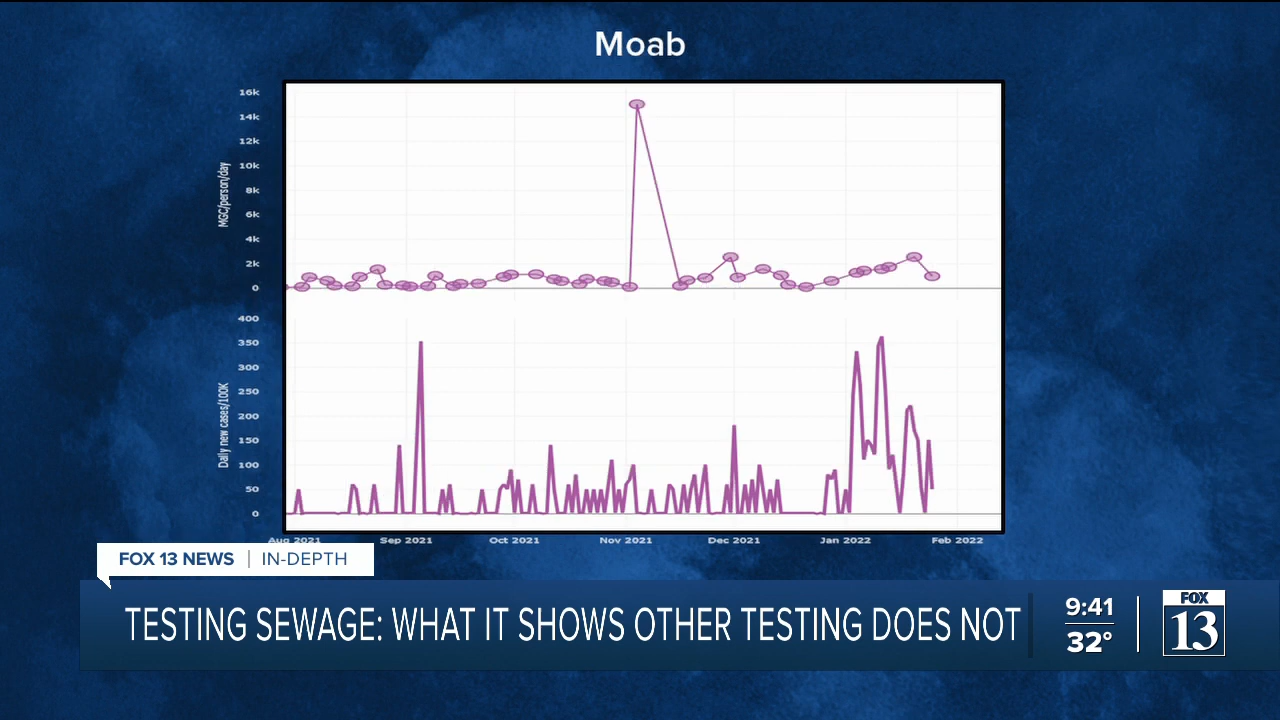 Moab
16k
14k
12k
10k
8k
6k
4k
2k
0
MGC/person/day
400
350
300
250
200
150
100
50
0
Daily new cases/100K
Aug 2021 Sep 2021 Oct 2021 Nov 2021 Dec 2021 Jan 2022 Feb 2022
FOX 13 NEWS | IN-DEPTH
TESTING SEWAGE: WHAT IT SHOWS OTHER TESTING DOES NOT
9:41
32°
FOX
13